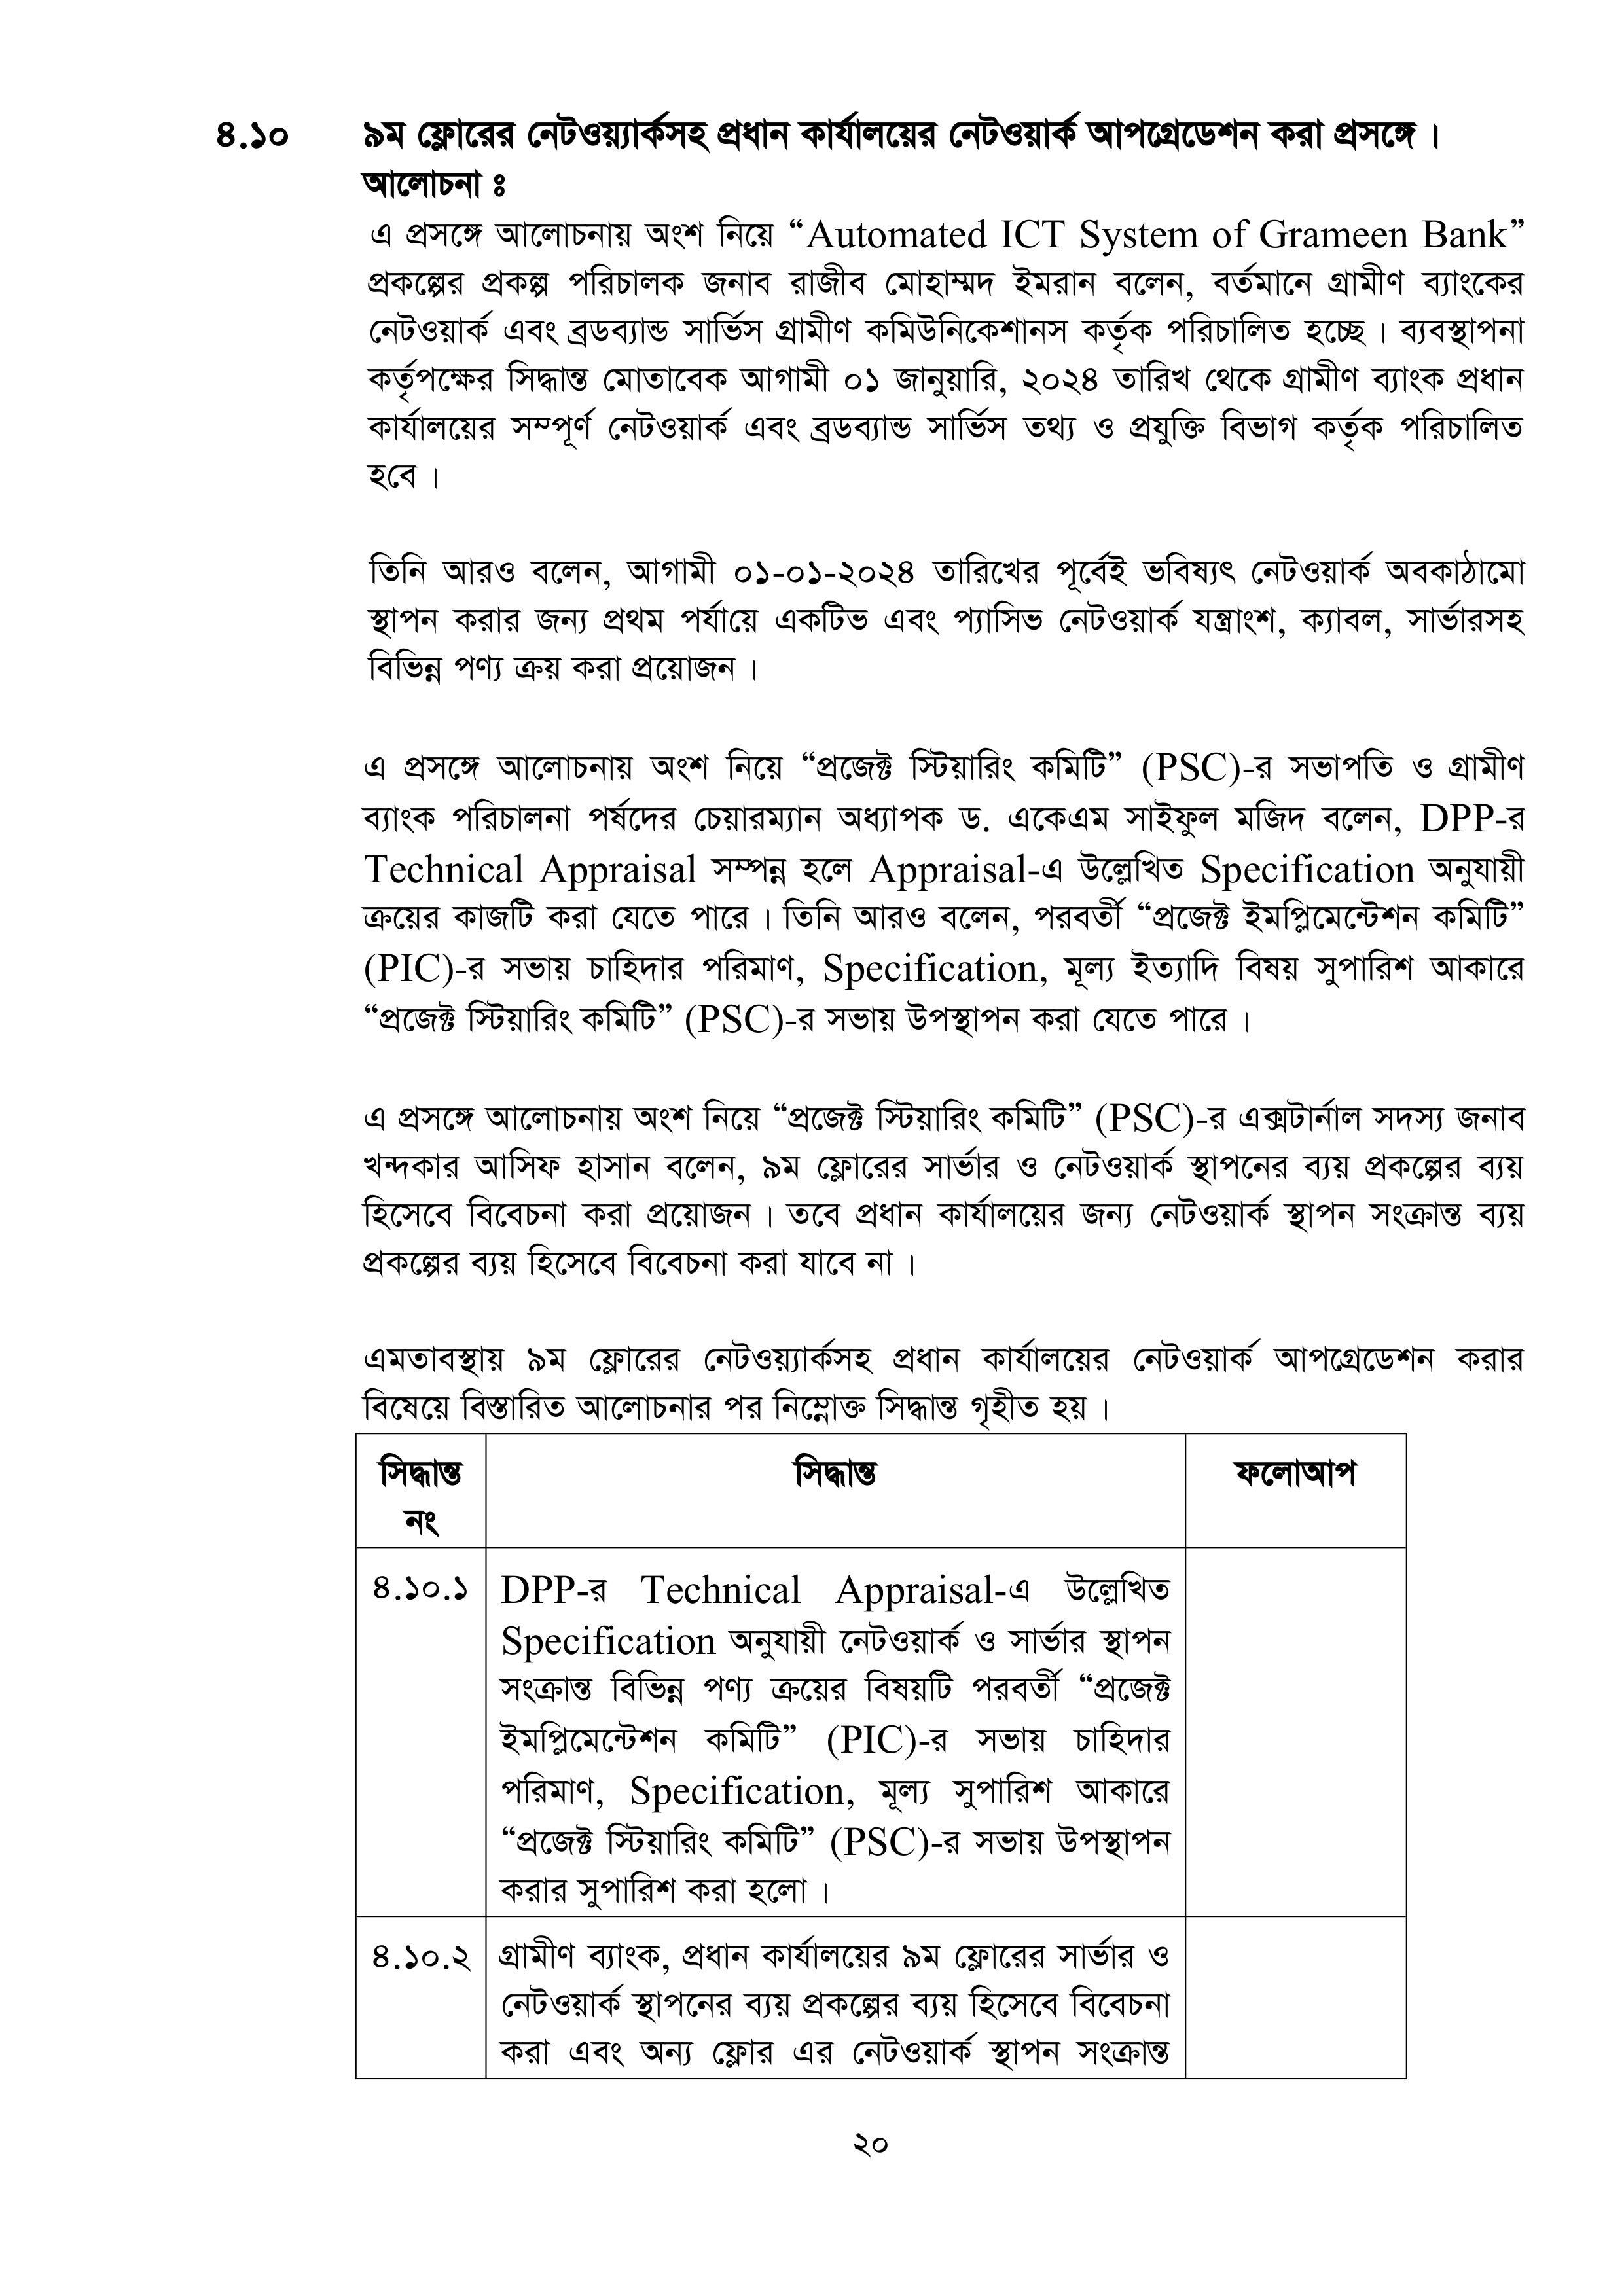 ৪.১০ ৯ম ফ্লোরের নেটওয়্যার্কসহ প্রধান কার্যালয়ের নেটওয়ার্ক আপগ্রেডেশন করা প্রসঙ্গে।
আলোচনা ঃ
এ প্রসঙ্গে আলোচনায় অংশ নিয়ে “Automated ICT System of Grameen Bank”
প্রকল্পের প্রকল্প পরিচালক জনাব রাজীব মোহাম্মদ ইমরান বলেন, বর্তমানে গ্রামীণ ব্যাংকের
নেটওয়ার্ক এবং ব্রডব্যান্ড সার্ভিস গ্রামীণ কমিউনিকেশানস কর্তৃক পরিচালিত হচ্ছে। ব্যবস্থাপনা
কর্তৃপক্ষের সিদ্ধান্ত মোতাবেক আগামী ০১ জানুয়ারি, ২০২৪ তারিখ থেকে গ্রামীণ ব্যাংক প্রধান
কার্যালয়ের সম্পূর্ণ নেটওয়ার্ক এবং ব্রডব্যান্ড সার্ভিস তথ্য ও প্রযুক্তি বিভাগ কর্তৃক পরিচালিত
হবে।
তিনি আরও বলেন, আগামী ০১-০১-২০২৪ তারিখের পূর্বেই ভবিষ্যৎ নেটওয়ার্ক অবকাঠামো
স্থাপন করার জন্য প্রথম পর্যায়ে একটিভ এবং প্যাসিভ নেটওয়ার্ক যন্ত্রাংশ, ক্যাবল, সার্ভারসহ
বিভিন্ন পণ্য ক্রয় করা প্রয়োজন।
এ প্রসঙ্গে আলোচনায় অংশ নিয়ে “প্রজেক্ট স্টিয়ারিং কমিটি” (PSC)-র সভাপতি ও গ্রামীণ
ব্যাংক পরিচালনা পর্ষদের চেয়ারম্যান অধ্যাপক ড. একেএম সাইফুল মজিদ বলেন, DPP-র
Technical Appraisal সম্পন্ন হলে Appraisal-এ উল্লেখিত Specification অনুযায়ী
ক্রয়ের কাজটি করা যেতে পারে। তিনি আরও বলেন, পরবর্তী “প্রজেক্ট ইমপ্লিমেন্টেশন কমিটি”
(PIC)-র সভায় চাহিদার পরিমাণ, Specification, মূল্য ইত্যাদি বিষয় সুপারিশ আকারে
“প্রজেক্ট স্টিয়ারিং কমিটি” (PSC)-র সভায় উপস্থাপন করা যেতে পারে।
এ প্রসঙ্গে আলোচনায় অংশ নিয়ে “প্রজেক্ট স্টিয়ারিং কমিটি” (PSC)-র এক্সটার্নাল সদস্য জনাব
খন্দকার আসিফ হাসান বলেন, ৯ম ফ্লোরের সার্ভার ও নেটওয়ার্ক স্থাপনের ব্যয় প্রকল্পের ব্যয়
হিসেবে বিবেচনা করা প্রয়োজন। তবে প্রধান কার্যালয়ের জন্য নেটওয়ার্ক স্থাপন সংক্রান্ত ব্যয়
প্রকল্পের ব্যয় হিসেবে বিবেচনা করা যাবে না।
এমতাবস্থায় ৯ম ফ্লোরের নেটওয়্যার্কসহ প্রধান কার্যালয়ের নেটওয়ার্ক আপগ্রেডেশন করার
বিষয়ে বিস্তারিত আলোচনার পর নিম্নোক্ত সিদ্ধান্ত গৃহীত হয়।
সিদ্ধান্ত সিদ্ধান্ত ফলোআপ
নং
৪.১০.১ DPP-র Technical Appraisal-এ উল্লেখিত
Specification অনুযায়ী নেটওয়ার্ক ও সার্ভার স্থাপন
সংক্রান্ত বিভিন্ন পণ্য ক্রয়ের বিষয়টি পরবর্তী “প্রজেক্ট
ইমপ্লিমেন্টেশন কমিটি” (PIC)-র সভায় চাহিদার
পরিমাণ, Specification, মূল্য সুপারিশ আকারে
“প্রজেক্ট স্টিয়ারিং কমিটি” (PSC)-র সভায় উপস্থাপন
করার সুপারিশ করা হলো।
৪.১০.২ গ্রামীণ ব্যাংক, প্রধান কার্যালয়ের ৯ম ফ্লোরের সার্ভার ও
নেটওয়ার্ক স্থাপনের ব্যয় প্রকল্পের ব্যয় হিসেবে বিবেচনা
করা এবং অন্য ফ্লোর এর নেটওয়ার্ক স্থাপন সংক্রান্ত
২০